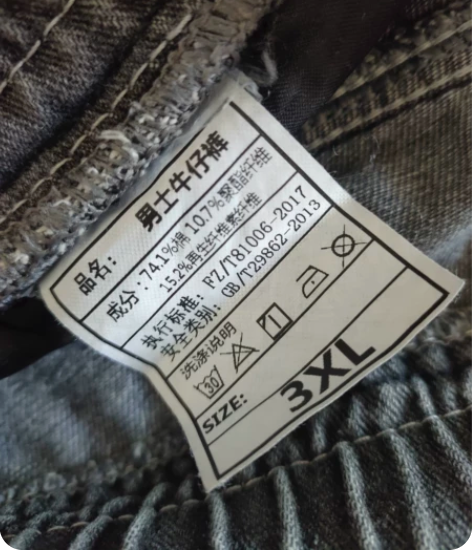 品名： 男士牛仔裤
成分：74.1%棉 10.7%聚酯纤维
15.2%再生纤维素纤维
执行标准：FZ/T81006-2017
安全类别：GB/T29862-2013
洗涤说明
30
1
SIZE: 3XL